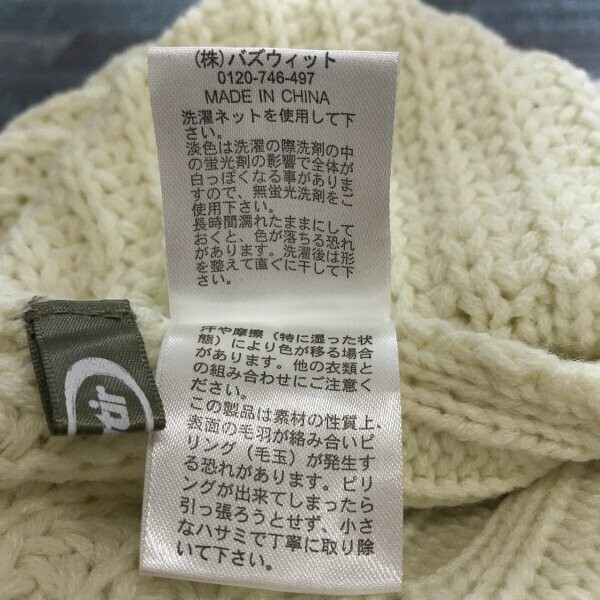 (株)バズウィット
0120-746-497
MADE IN CHINA
洗濯ネットを使用して下
さい。
淡色は洗濯の際洗剤の中
の蛍光剤の影響で全体が
白っぽくなる事がありま
すので、無蛍光洗剤をご
使用下さい。
長時間濡れたままにして
おくと、色が落ちる恐れ
があります。洗濯後は形
を整えて直ぐに干して下
さい。
汗や摩擦（特に湿った状
態）により色が移る場合
があります。他の衣類と
の組み合わせにご注意く
ださい。
この製品は素材の性質上、
表面の毛羽が絡み合いピ
リング（毛玉）が発生す
る恐れがあります。ピリ
ングが出来てしまったら
引っ張ろうとせず、小さ
なハサミで丁寧に取り除
いて下さい。